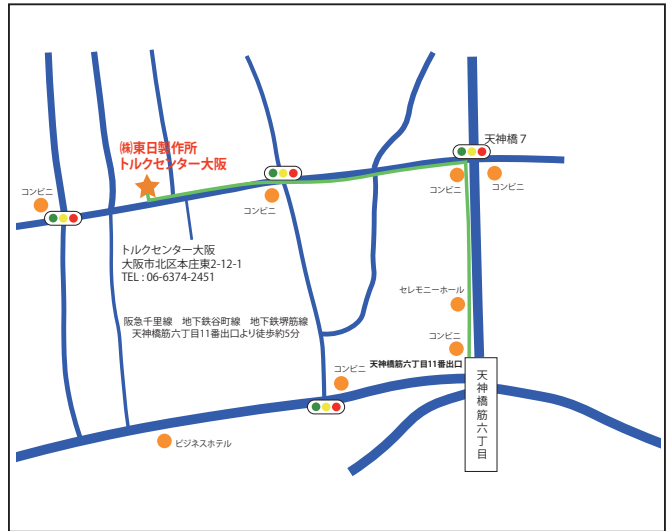 天神橋7
㈱東日製作所
トルクセンター大阪
コンビニ
コンビニ
コンビニ
コンビニ
トルクセンター大阪
大阪市北区本庄東2-12-1
TEL : 06-6374-2451
セレモニーホール
阪急千里線　地下鉄谷町線　地下鉄堺筋線
天神橋筋六丁目11番出口より徒歩約5分
コンビニ
天神橋筋六丁目11番出口
コンビニ
天神橋筋六丁目
ビジネスホテル